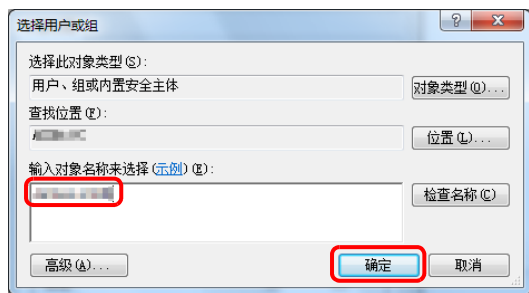 选择用户或组
选择此对象类型(S):
用户、组或内置安全主体
对象类型(O)...
查找位置(F):
位置(L)...
输入对象名称来选择(示例)(E):
检查名称(C)
高级(A)...
确定
取消